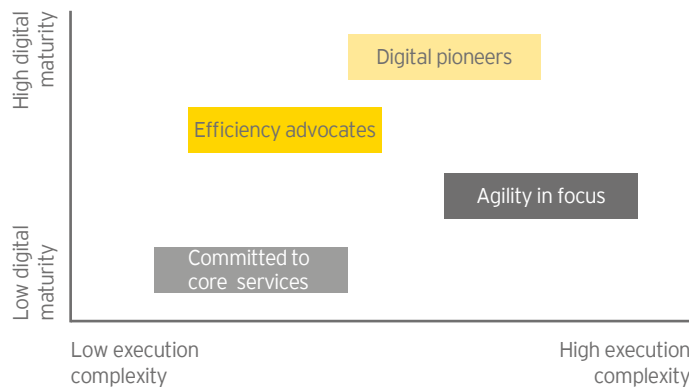 High digital
maturity
Digital pioneers
Efficiency advocates
Agility in focus
Committed to
core services
Low digital
maturity
Low execution
complexity
High execution
complexity